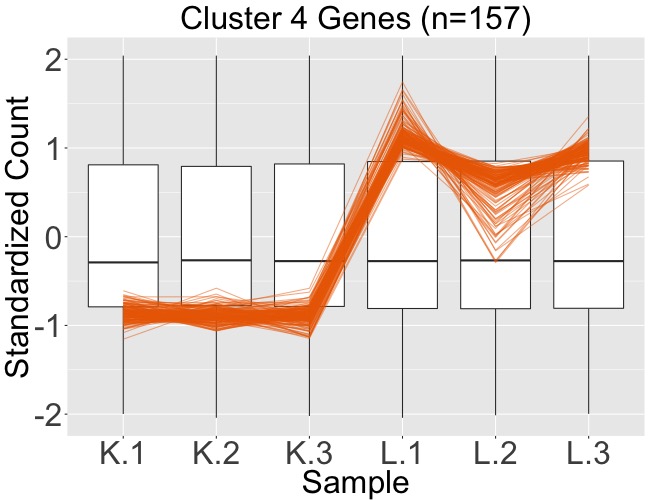 Cluster 4 Genes (n=157)
Standardized Count
2
1
0
-1
-2
K.1 K.2 K.3 L.1 L.2 L.3
Sample